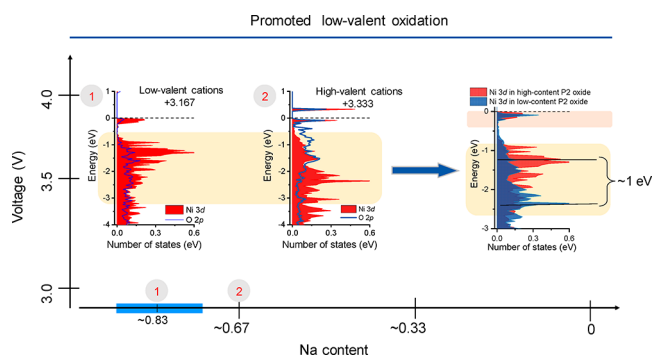 Promoted low-valent oxidation
Voltage (V)
4.0
3.5
3.0
1
Low-valent cations
+3.167
Energy (eV)
1
0
-1
-2
-3
-4
Ni 3d
O 2p
0.0
0.3
0.6
Number of states (eV)
2
High-valent cations
+3.333
Energy (eV)
1
0
-1
-2
-3
-4
Ni 3d
O 2p
0.0
0.3
0.6
Number of states (eV)
Ni 3d in high-content P2 oxide
Ni 3d in low-content P2 oxide
Energy (eV)
0
-1
-2
-3
0.0
0.3
0.6
Number of states (eV)
~1 eV
1
2
~0.83
~0.67
~0.33
0
Na content